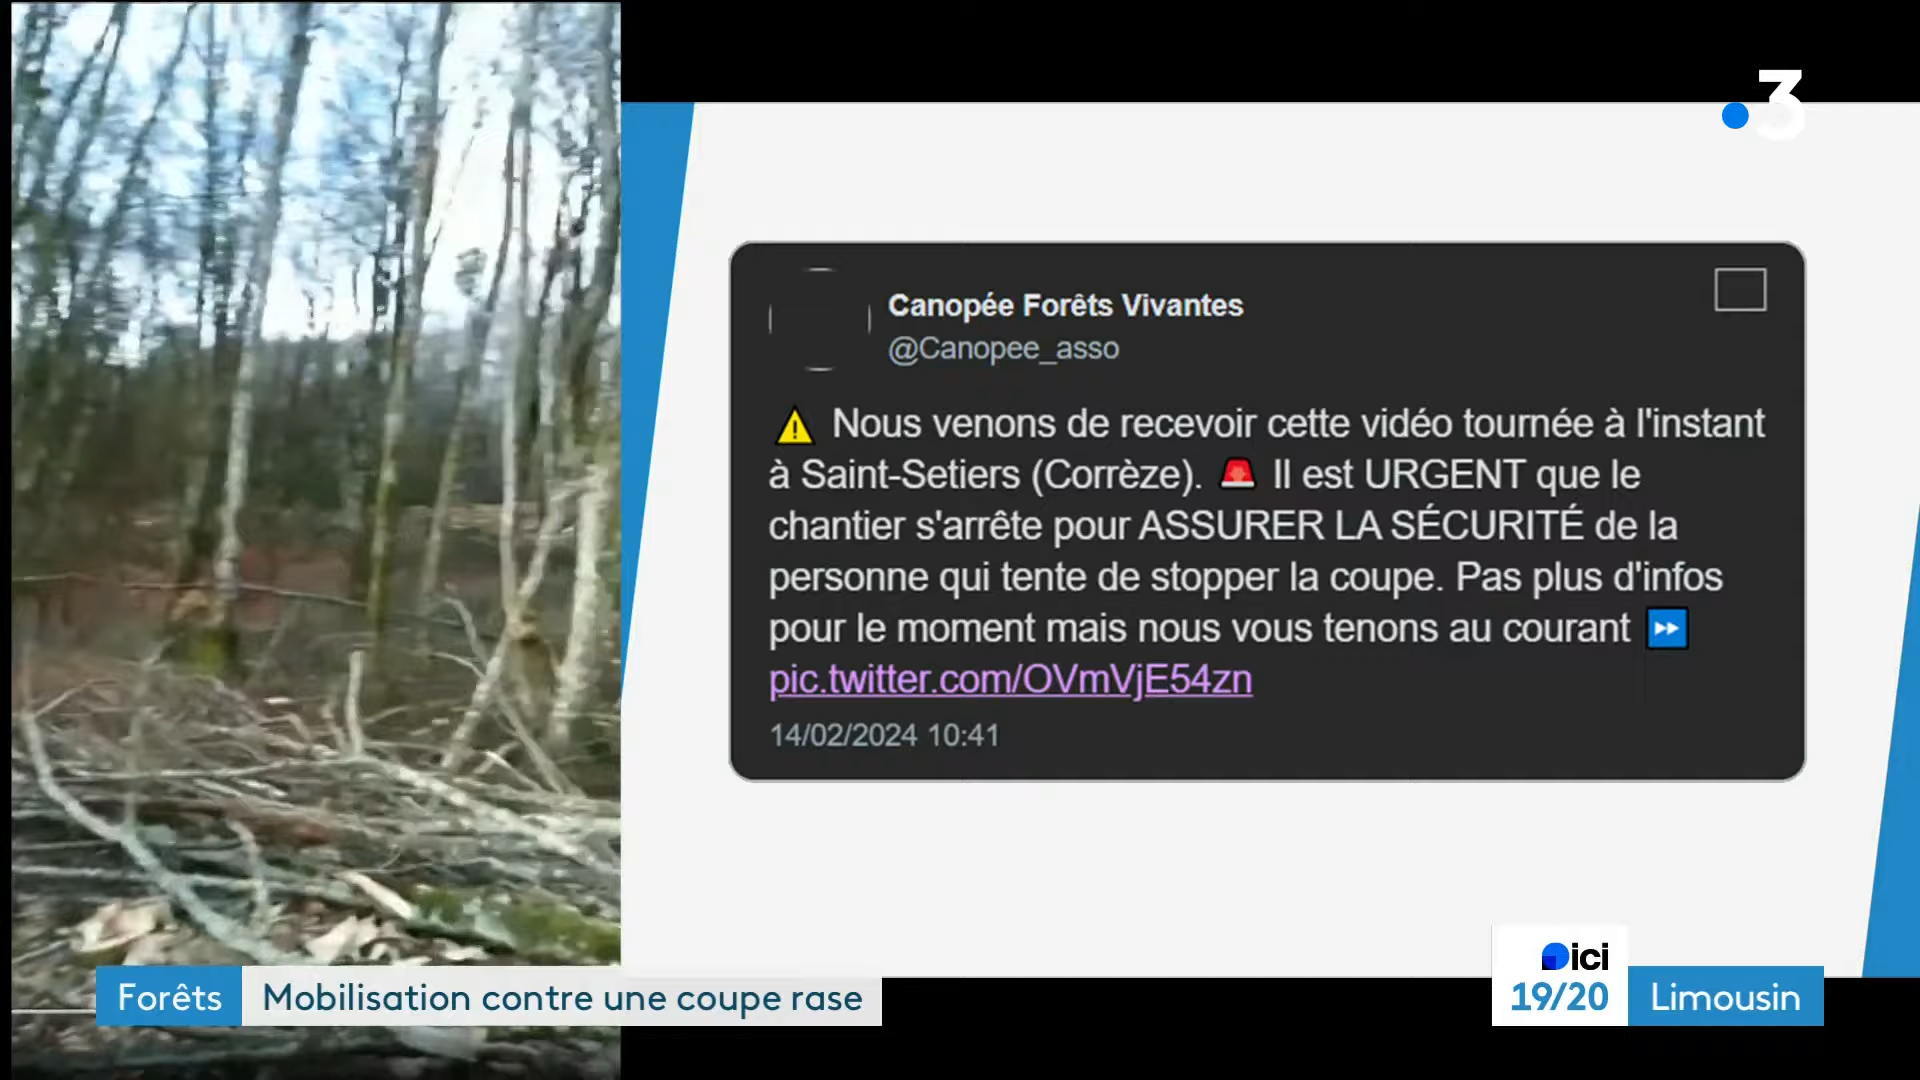 3
Canopée Forêts Vivantes
@Canopee_asso
⚠️ Nous venons de recevoir cette vidéo tournée à l'instant
à Saint-Setiers (Corrèze). 🚨 Il est URGENT que le
chantier s'arrête pour ASSURER LA SÉCURITÉ de la
personne qui tente de stopper la coupe. Pas plus d'infos
pour le moment mais nous vous tenons au courant ⏩
pic.twitter.com/OVmVjE54zn
14/02/2024 10:41
Forêts Mobilisation contre une coupe rase
ici
19/20 Limousin